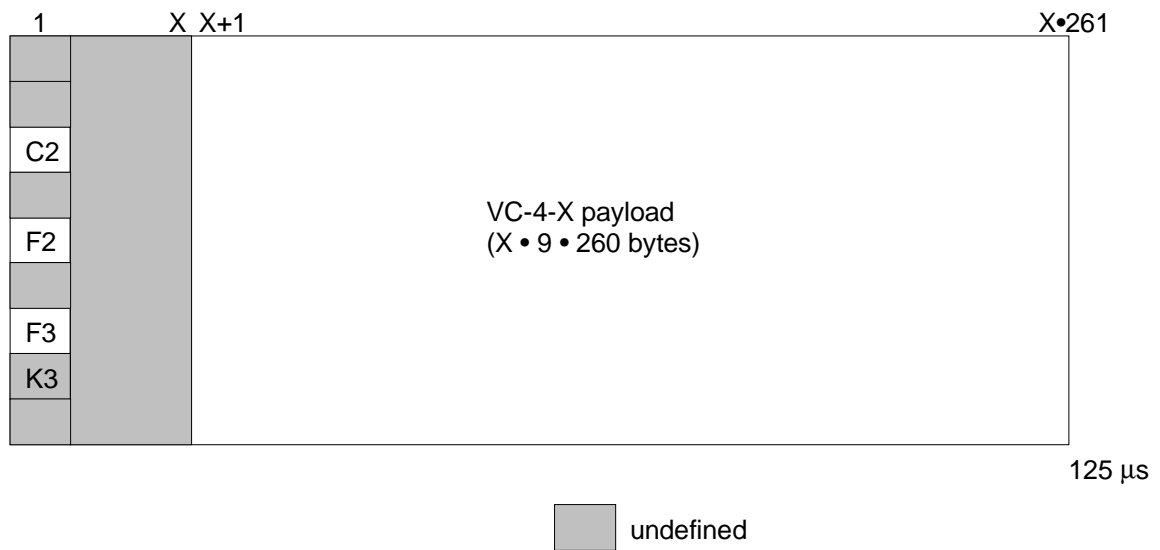 1 X X+1 X•261
C2
F2
F3
K3
VC-4-X payload
(X • 9 • 260 bytes)
125 μs
undefined